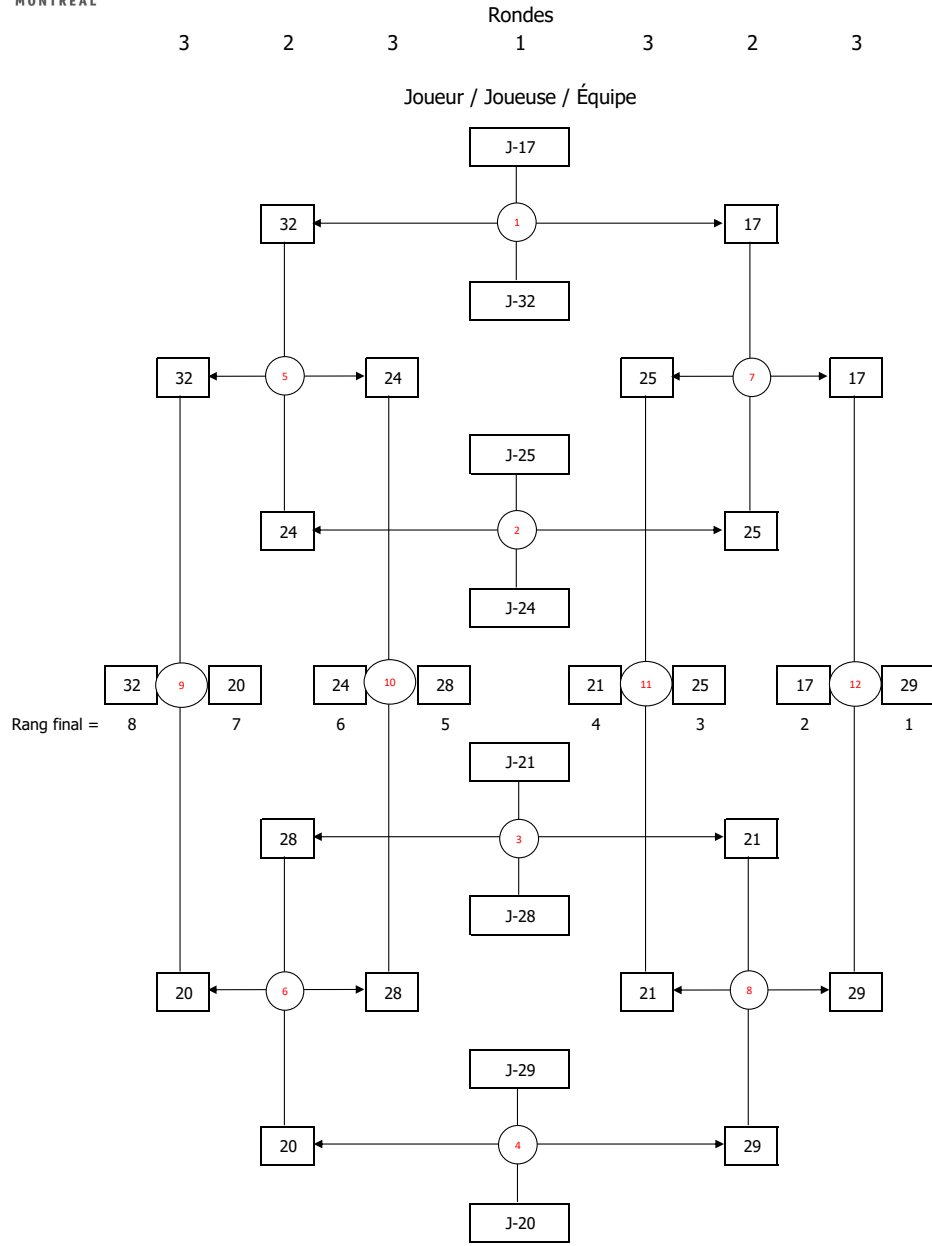 MONTRÉAL
Rondes
3 2 3 1 3 2 3
Joueur / Joueuse / Équipe
J-17
32 1 17
J-32
32 5 24 25 7 17
J-25
24 2 25
J-24
32 9 20 24 10 28 21 11 25 17 12 29
Rang final = 8 7 6 5 4 3 2 1
J-21
28 3 21
J-28
20 6 28 21 8 29
J-29
20 4 29
J-20